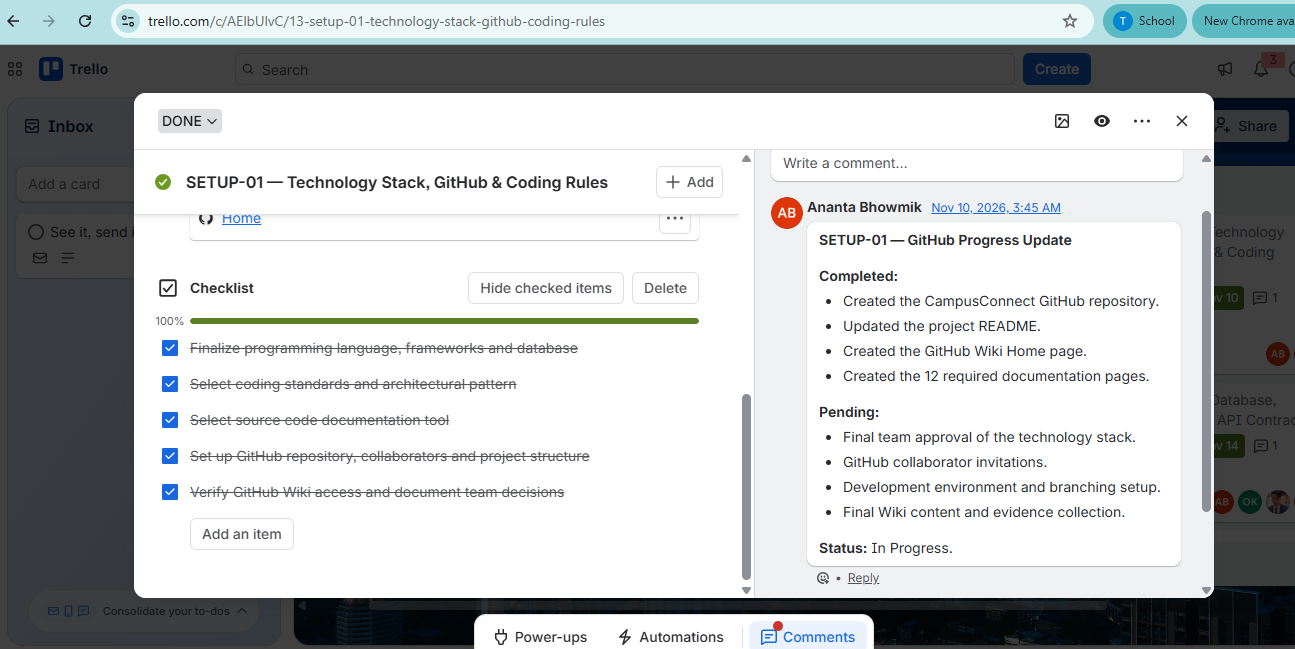 trello.com/c/AEIbUlvC/13-setup-01-technology-stack-github-coding-rules
T School
New Chrome ava
Trello
Search
Create
3
Inbox
Share
Add a card
See it, send i
Consolidate your to-dos
DONE
SETUP-01 — Technology Stack, GitHub & Coding Rules
Add
Home
Checklist
Hide checked items
Delete
100%
Finalize programming language, frameworks and database
Select coding standards and architectural pattern
Select source code documentation tool
Set up GitHub repository, collaborators and project structure
Verify GitHub Wiki access and document team decisions
Add an item
Write a comment...
AB Ananta Bhowmik Nov 10, 2026, 3:45 AM
SETUP-01 — GitHub Progress Update
Completed:
Created the CampusConnect GitHub repository.
Updated the project README.
Created the GitHub Wiki Home page.
Created the 12 required documentation pages.
Pending:
Final team approval of the technology stack.
GitHub collaborator invitations.
Development environment and branching setup.
Final Wiki content and evidence collection.
Status: In Progress.
Reply
echnology
& Coding
v 10 1
AB
Database,
API Contrac
v 14 1
AB OK
Power-ups
Automations
Comments